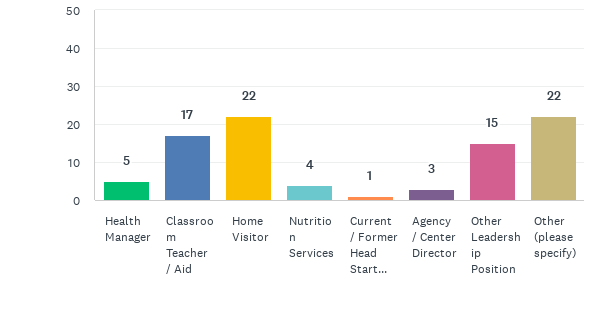 50
40
30
20
10
0
5
17
22
4
1
3
15
22
Health
Manager
Classroo
m
Teacher
/ Aid
Home
Visitor
Nutritio
n
Services
Current
/ Former
Head
Start...
Agency
/ Center
Director
Other
Leadersh
ip
Position
Other
(please
specify)